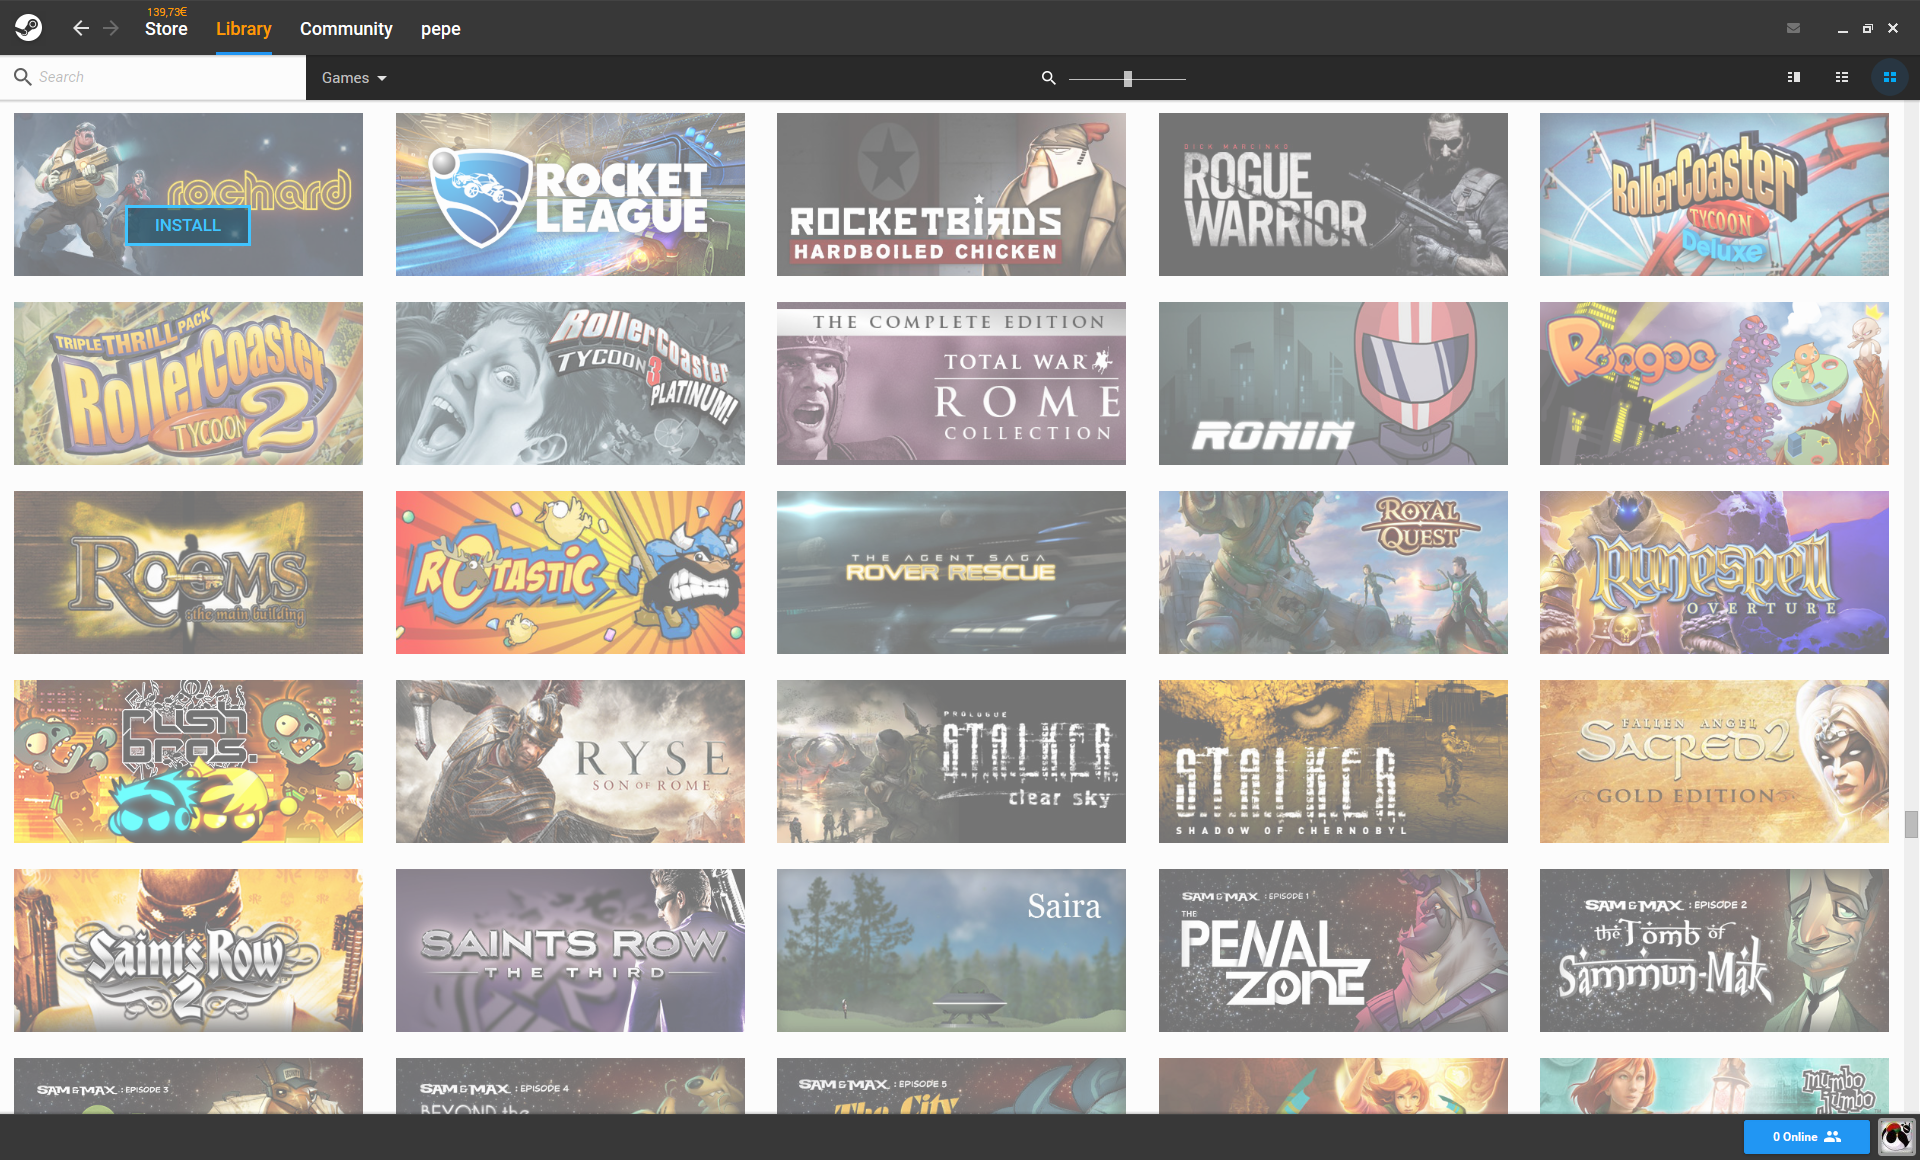 139,73€
Store
Library
Community
pepe
Search
Games
rochard
INSTALL
ROCKET
LEAGUE
ROCKETBIRDS
HARDBOILED CHICKEN
DICK MARCINKO
ROGUE
WARRIOR
RollerCoaster
TYCOON
Deluxe
TRIPLE THRILL PACK
RollerCoaster
TYCOON 2
RollerCoaster
TYCOON 3
PLATINUM!
THE COMPLETE EDITION
TOTAL WAR
ROME
COLLECTION
RONIN
Roogoo
ROOMS
the main building
ROTASTIC
THE AGENT SAGA
ROVER RESCUE
ROYAL
QUEST
Runespell
OVERTURE
rush
bros.
RYSE
SON OF ROME
PROLOGUE
S.T.A.L.K.E.R.
clear sky
S.T.A.L.K.E.R.
SHADOW OF CHERNOBYL
FALLEN ANGEL
SACRED 2
GOLD EDITION
Saints Row
2
SAINTS ROW
THE THIRD
Saira
SAM & MAX : EPISODE 1
THE
PENAL
ZONE
SAM & MAX : EPISODE 2
the Tomb of
Sammun-Mak
SAM & MAX : EPISODE 3
SAM & MAX : EPISODE 4
BEYOND the
SAM & MAX : EPISODE 5
The City
mumbo
jumbo
0 Online